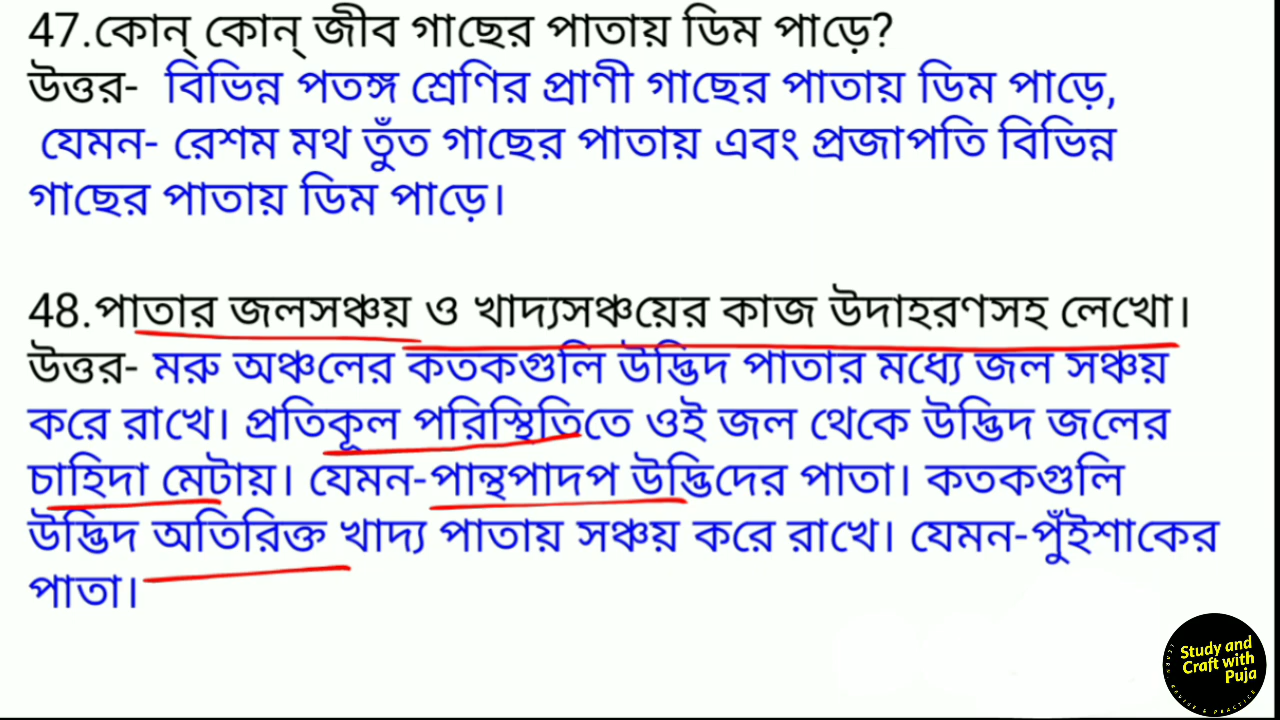 47.কোন্ কোন্ জীব গাছের পাতায় ডিম পাড়ে?
উত্তর- বিভিন্ন পতঙ্গ শ্রেণির প্রাণী গাছের পাতায় ডিম পাড়ে,
যেমন- রেশম মথ তুঁত গাছের পাতায় এবং প্রজাপতি বিভিন্ন
গাছের পাতায় ডিম পাড়ে।
48.পাতার জলসঞ্চয় ও খাদ্যসঞ্চয়ের কাজ উদাহরণসহ লেখো।
উত্তর- মরু অঞ্চলের কতকগুলি উদ্ভিদ পাতার মধ্যে জল সঞ্চয়
করে রাখে। প্রতিকূল পরিস্থিতিতে ওই জল থেকে উদ্ভিদ জলের
চাহিদা মেটায়। যেমন-পান্থপাদপ উদ্ভিদের পাতা। কতকগুলি
উদ্ভিদ অতিরিক্ত খাদ্য পাতায় সঞ্চয় করে রাখে। যেমন-পুঁইশাকের
পাতা।
Study and
Craft with
Puja